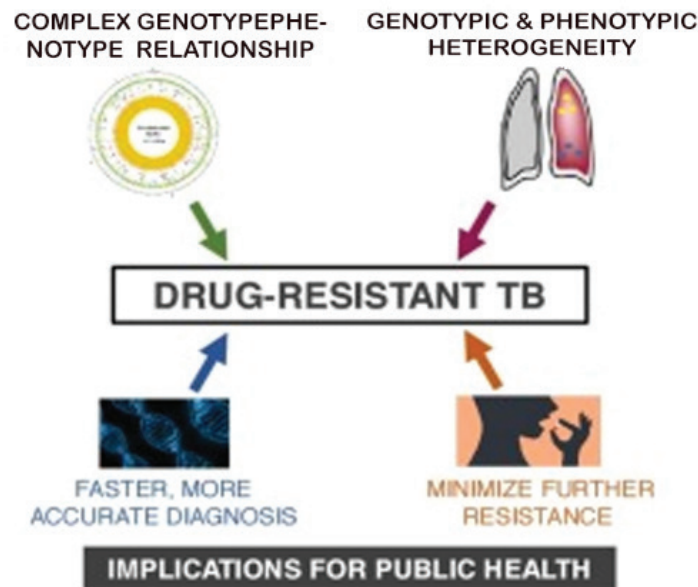 COMPLEX GENOTYPEPHE-
NOTYPE RELATIONSHIP
GENOTYPIC & PHENOTYPIC
HETEROGENEITY
DRUG-RESISTANT TB
FASTER, MORE
ACCURATE DIAGNOSIS
MINIMIZE FURTHER
RESISTANCE
IMPLICATIONS FOR PUBLIC HEALTH